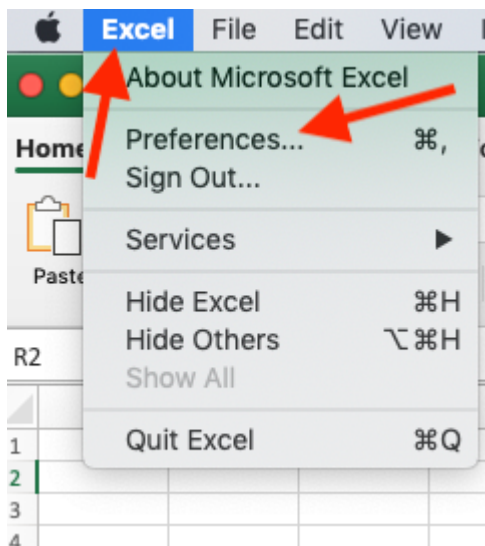 Excel File Edit View
About Microsoft Excel
Home
Preferences... ⌘,
Sign Out...
Services ▶
Paste
Hide Excel ⌘H
Hide Others ⌥⌘H
R2
Show All
Quit Excel ⌘Q
1
2
3
4